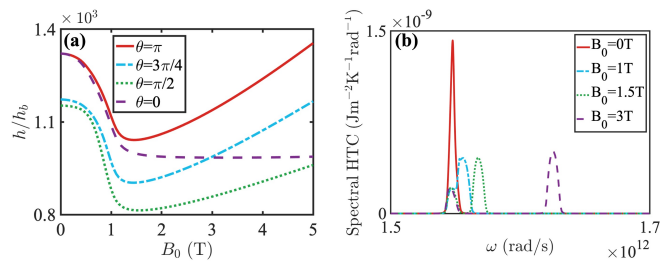 ×10³
1.4
(a)
θ=π
θ=3π/4
θ=π/2
θ=0
1.1
h/h_b
0.8
0 1 2 3 4 5
B₀ (T)
×10⁻⁹
1.5
(b)
B₀=0T
B₀=1T
B₀=1.5T
B₀=3T
Spectral HTC (Jm⁻²K⁻¹rad⁻¹)
0
1.5 1.7
ω (rad/s) ×10¹²